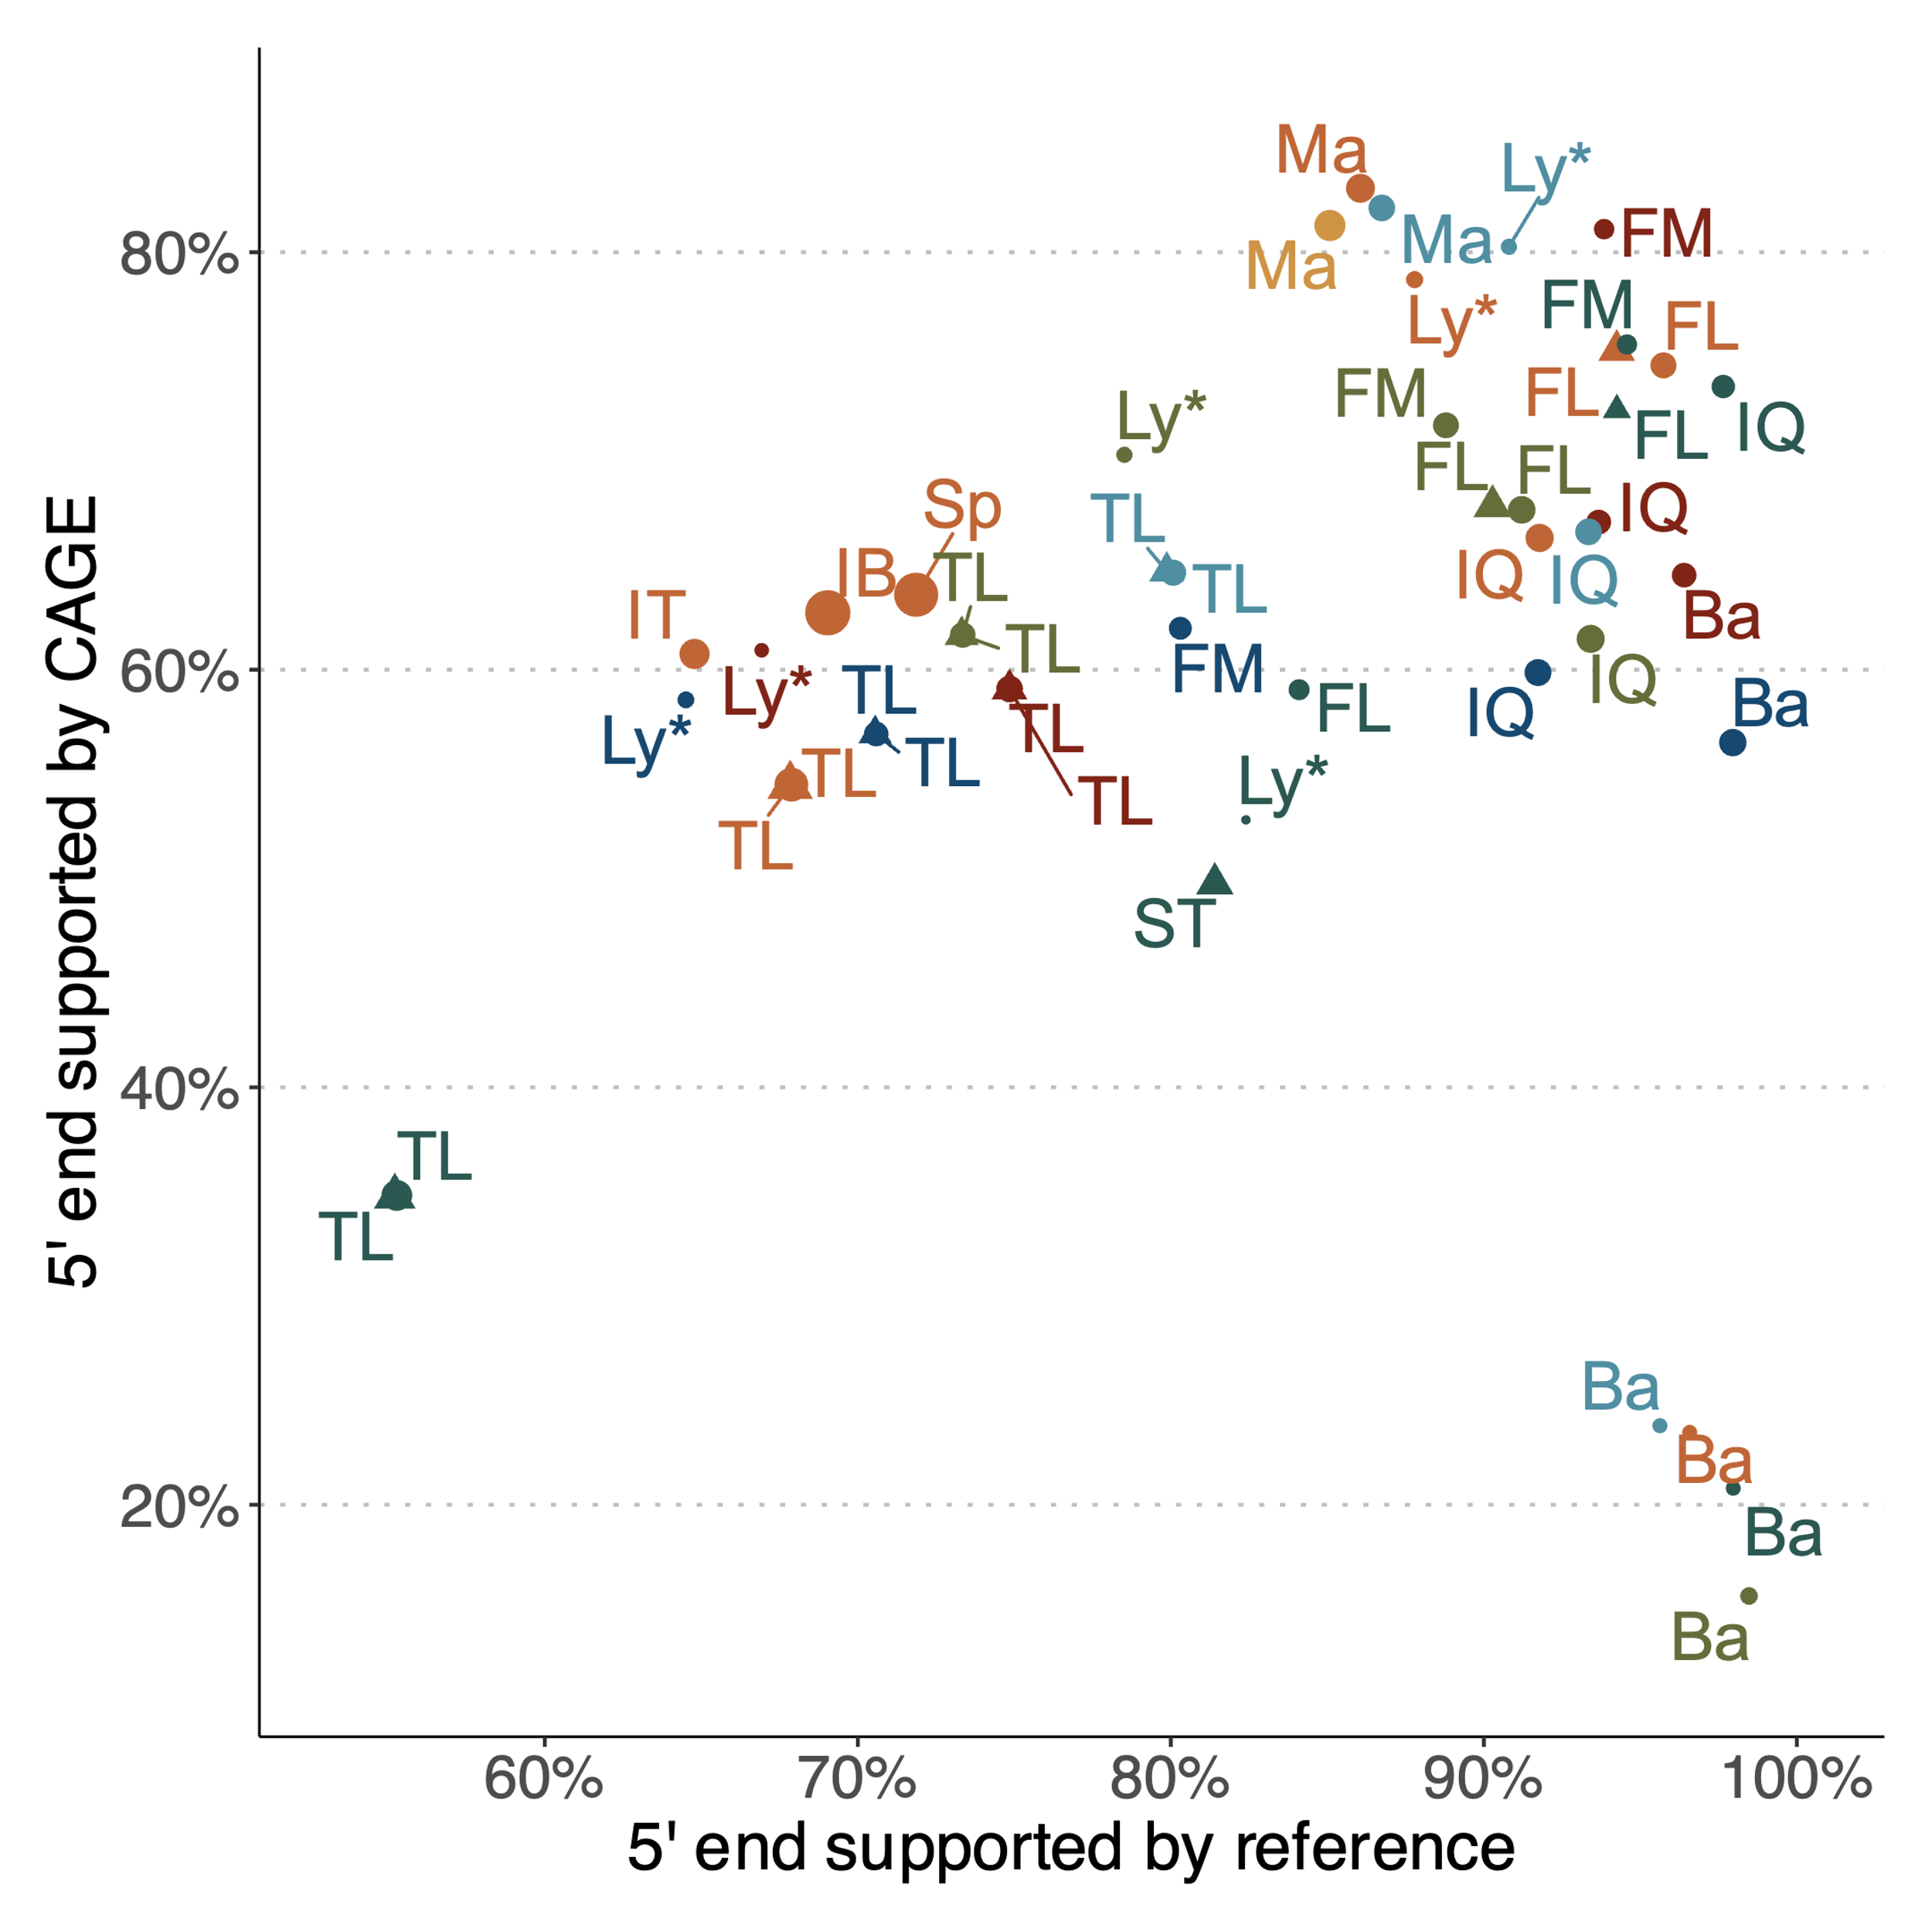 Ma
Ly*
Ma
FM
Ma
FM
Ly*
FL
FM
FL
Ly*
FL
IQ
FL
FL
Sp
TL
IQ
JB
TL
IQ
IQ
TL
IT
Ba
TL
FM
IQ
Ly*
TL
FL
IQ
Ba
Ly*
TL
TL
TL
TL
Ly*
TL
ST
TL
TL
Ba
Ba
Ba
Ba
80%
60%
40%
20%
5' end supported by CAGE
60%
70%
80%
90%
100%
5' end supported by reference